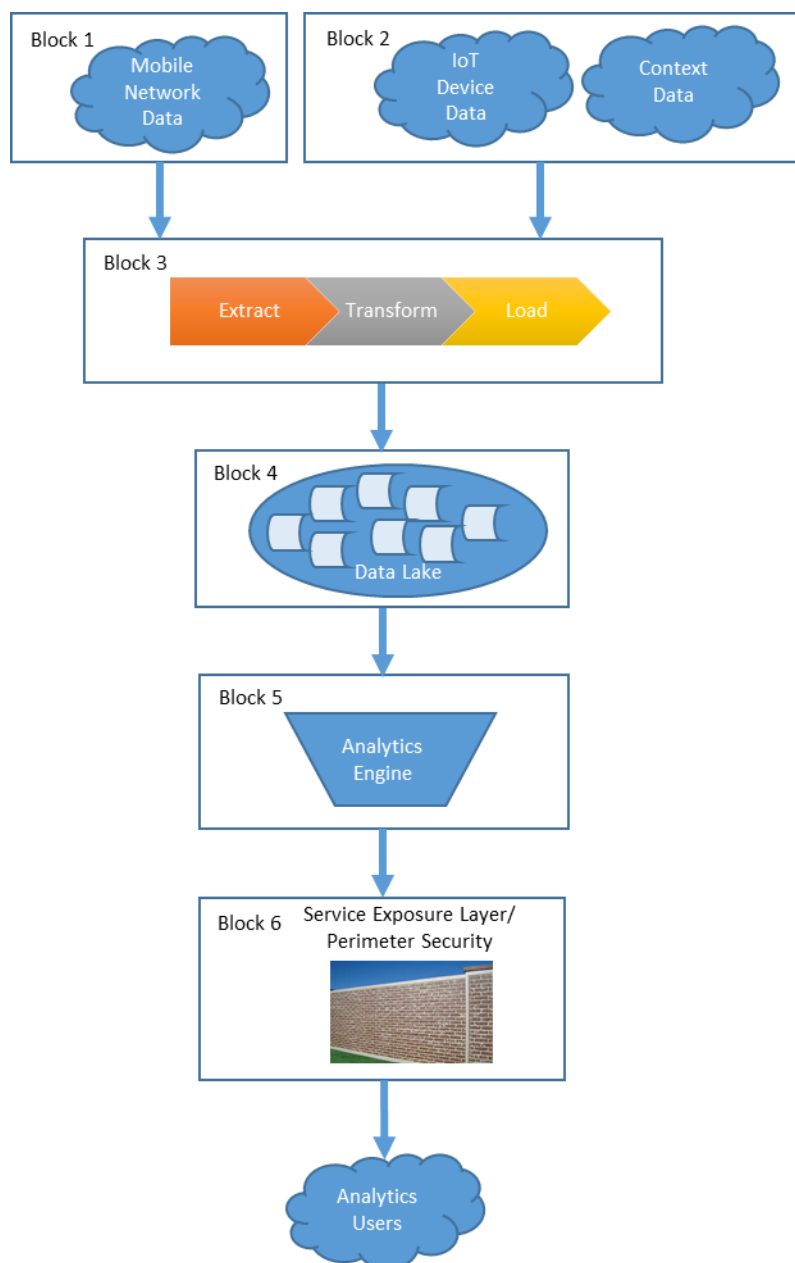 Block 1
Mobile
Network
Data
Block 2
IoT
Device
Data
Context
Data
Block 3
Extract
Transform
Load
Block 4
Data Lake
Block 5
Analytics
Engine
Block 6
Service Exposure Layer/
Perimeter Security
Analytics
Users